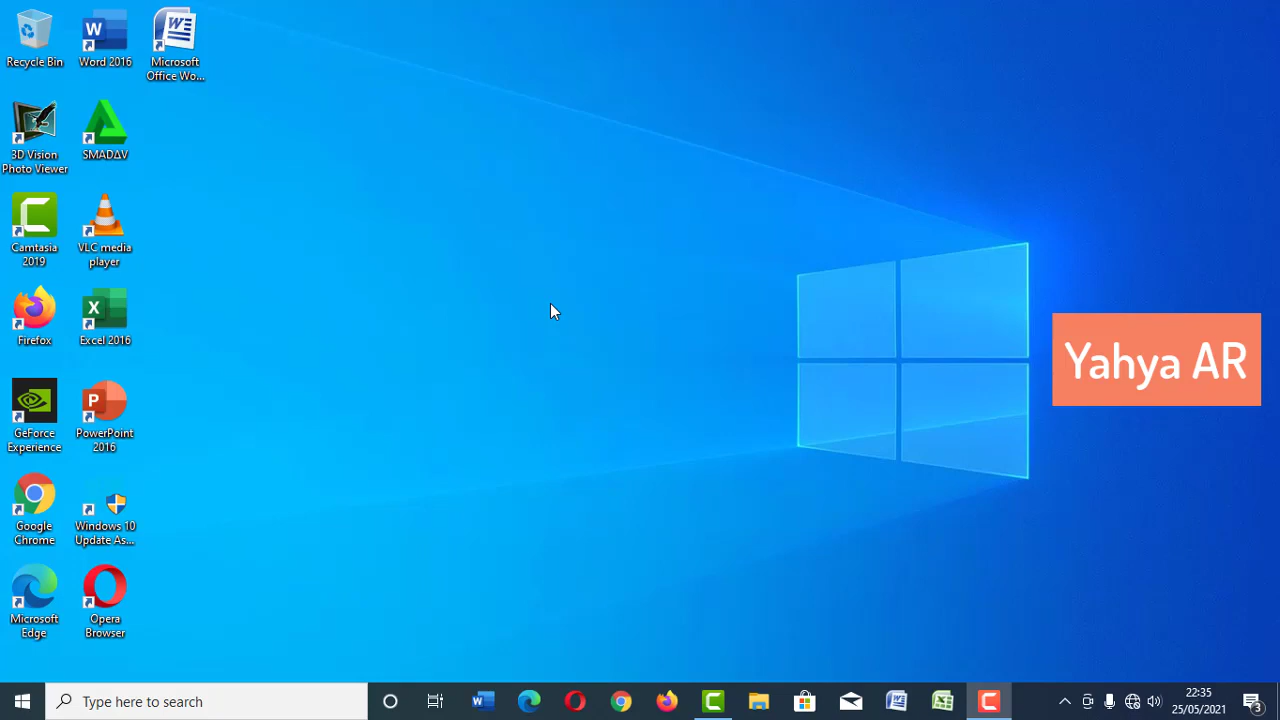 Recycle Bin
Word 2016
Microsoft
Office Wo...
3D Vision
Photo Viewer
SMADΔV
Camtasia
2019
VLC media
player
Firefox
Excel 2016
GeForce
Experience
PowerPoint
2016
Google
Chrome
Windows 10
Update As...
Microsoft
Edge
Opera
Browser
Yahya AR
Type here to search
22:35
25/05/2021
3